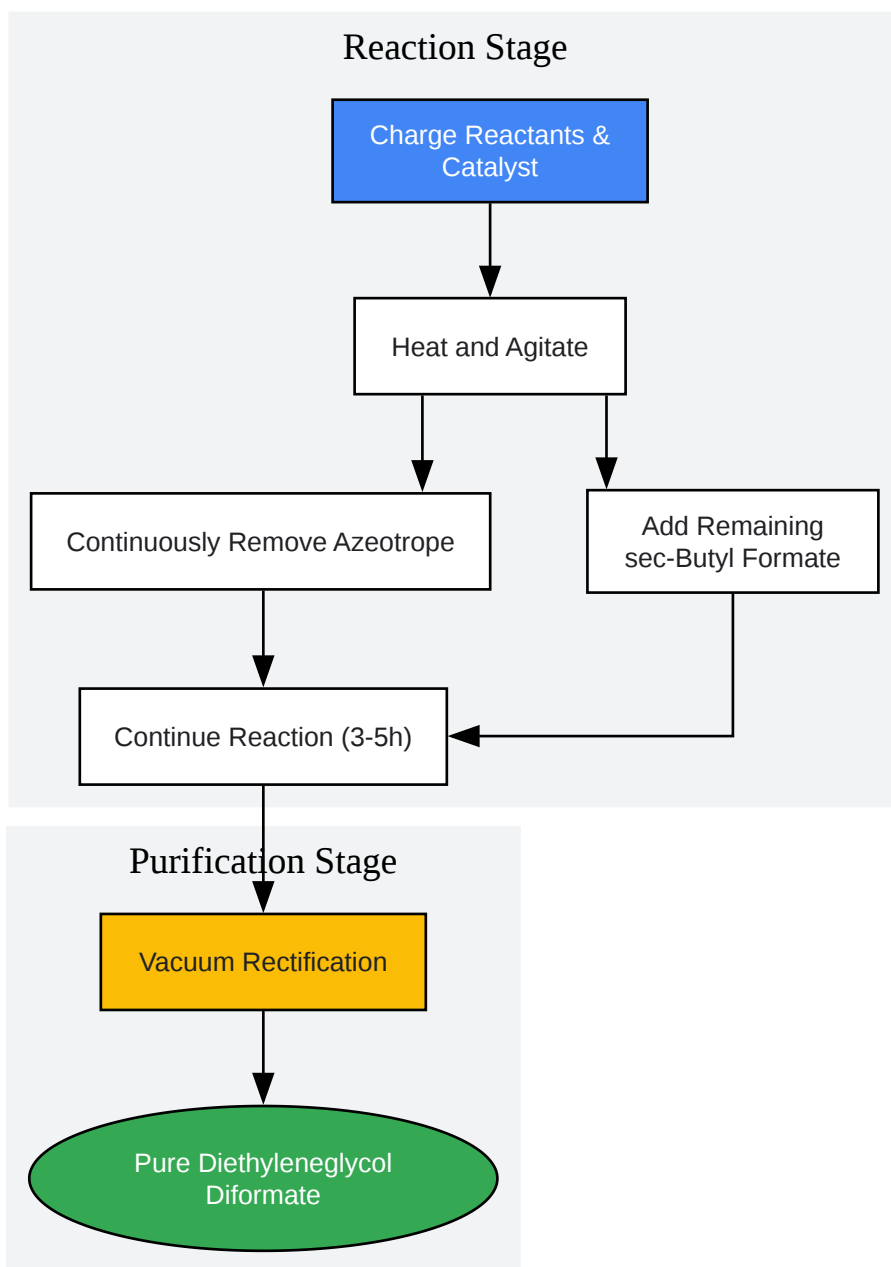 Reaction Stage
Charge Reactants &
Catalyst
Heat and Agitate
Continuously Remove Azeotrope
Add Remaining
sec-Butyl Formate
Continue Reaction (3-5h)
Purification Stage
Vacuum Rectification
Pure Diethyleneglycol
Diformate